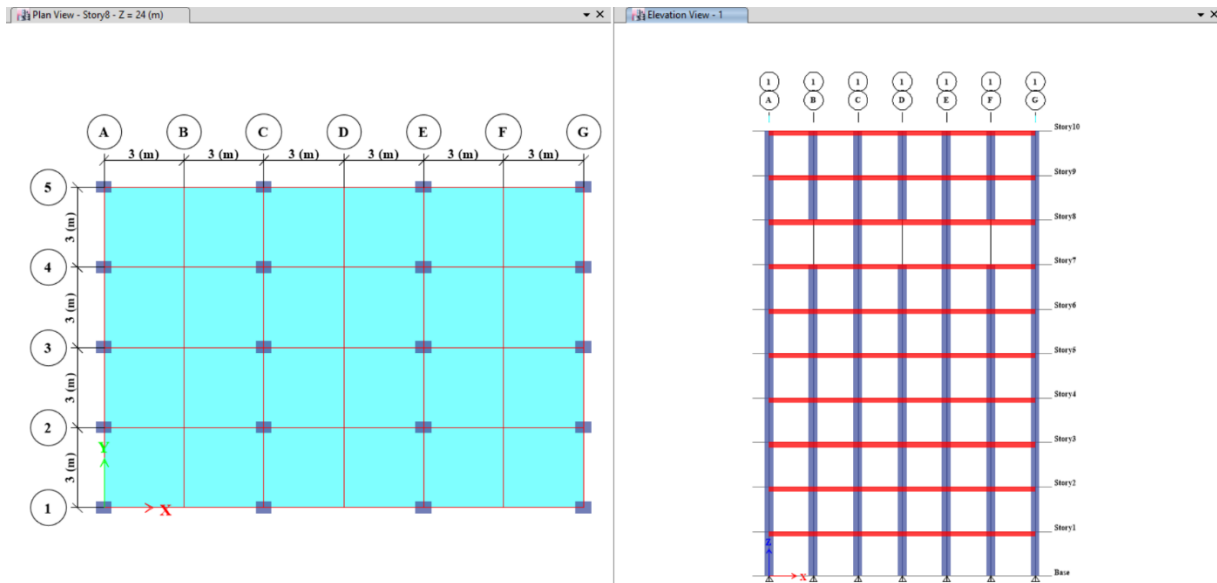 Plan View - Story8 - Z = 24 (m)
A B C D E F G
3 (m) 3 (m) 3 (m) 3 (m) 3 (m) 3 (m)
5
3 (m)
4
3 (m)
3
3 (m)
2
3 (m)
1
Y
X
Elevation View - 1
1 1 1 1 1 1 1
A B C D E F G
Story10
Story9
Story8
Story7
Story6
Story5
Story4
Story3
Story2
Story1
Z
X
Base